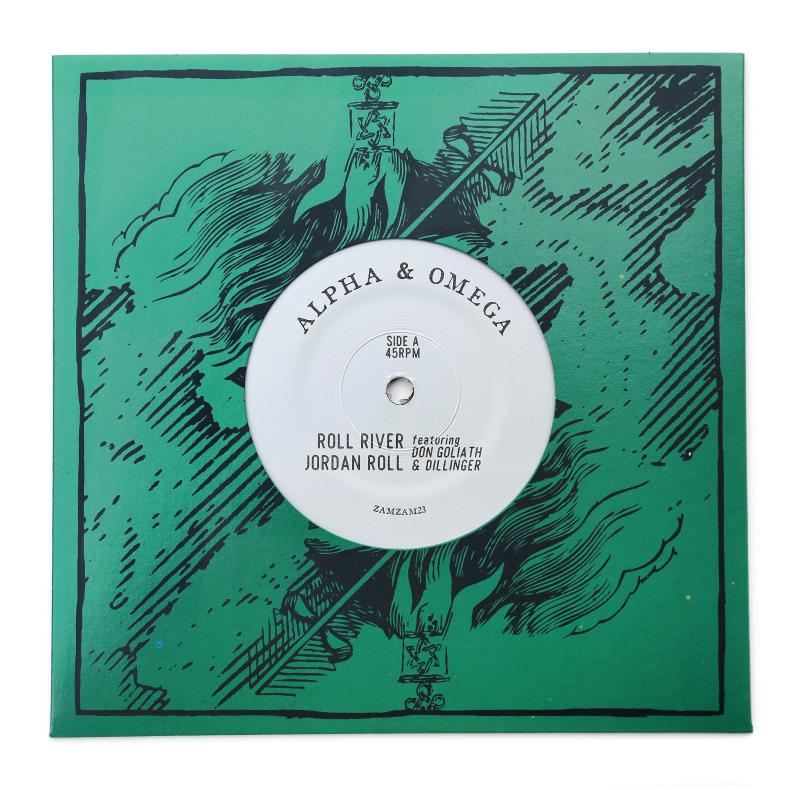 ALPHA & OMEGA
SIDE A
45RPM
ROLL RIVER
JORDAN ROLL
featuring
DON GOLIATH
& DILLINGER
ZAMZAM23